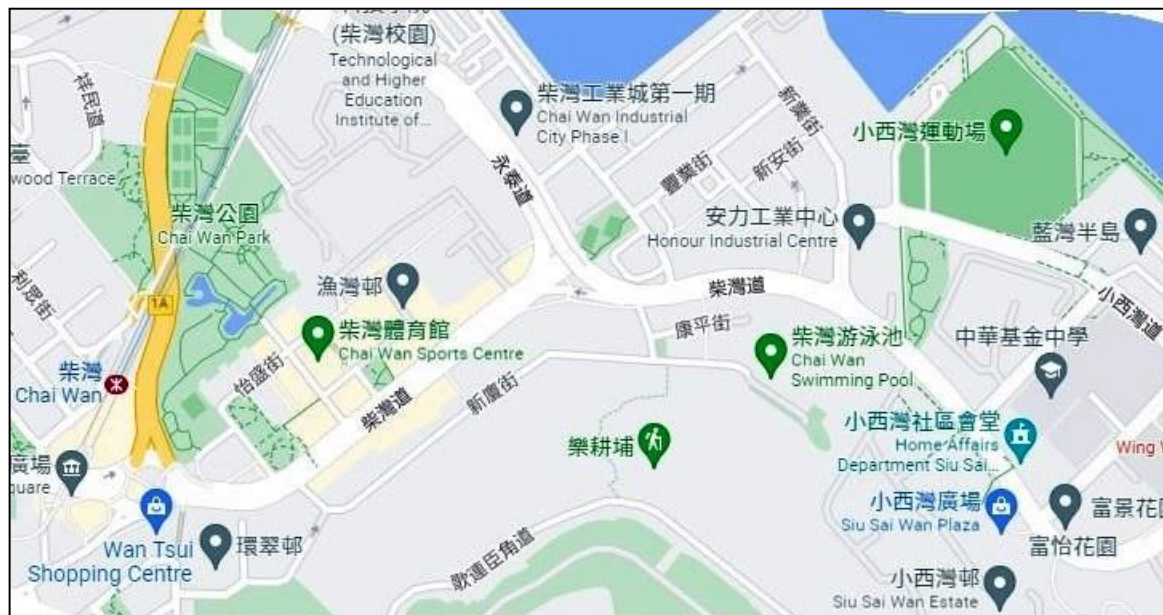 (柴灣校園)
Technological
and Higher
Education
Institute of...
柴灣工業城第一期
Chai Wan Industrial
City Phase I
新業街
小西灣運動場
祥民道
臺
wood Terrace
永泰道
豐業街
新安街
柴灣公園
Chai Wan Park
安力工業中心
Honour Industrial Centre
藍灣半島
利眾街
1A
漁灣邨
柴灣道
小西灣道
柴灣體育館
Chai Wan Sports Centre
康平街
柴灣游泳池
Chai Wan
Swimming Pool
中華基金中學
柴灣
Chai Wan
怡盛街
柴灣道
新廈街
小西灣社區會堂
Home Affairs
Department Siu Sai...
樂耕埔
Wing W
廣場
quare
小西灣廣場
Siu Sai Wan Plaza
富景花園
富怡花園
Wan Tsui
Shopping Centre
環翠邨
歌連臣角道
小西灣邨
Siu Sai Wan Estate